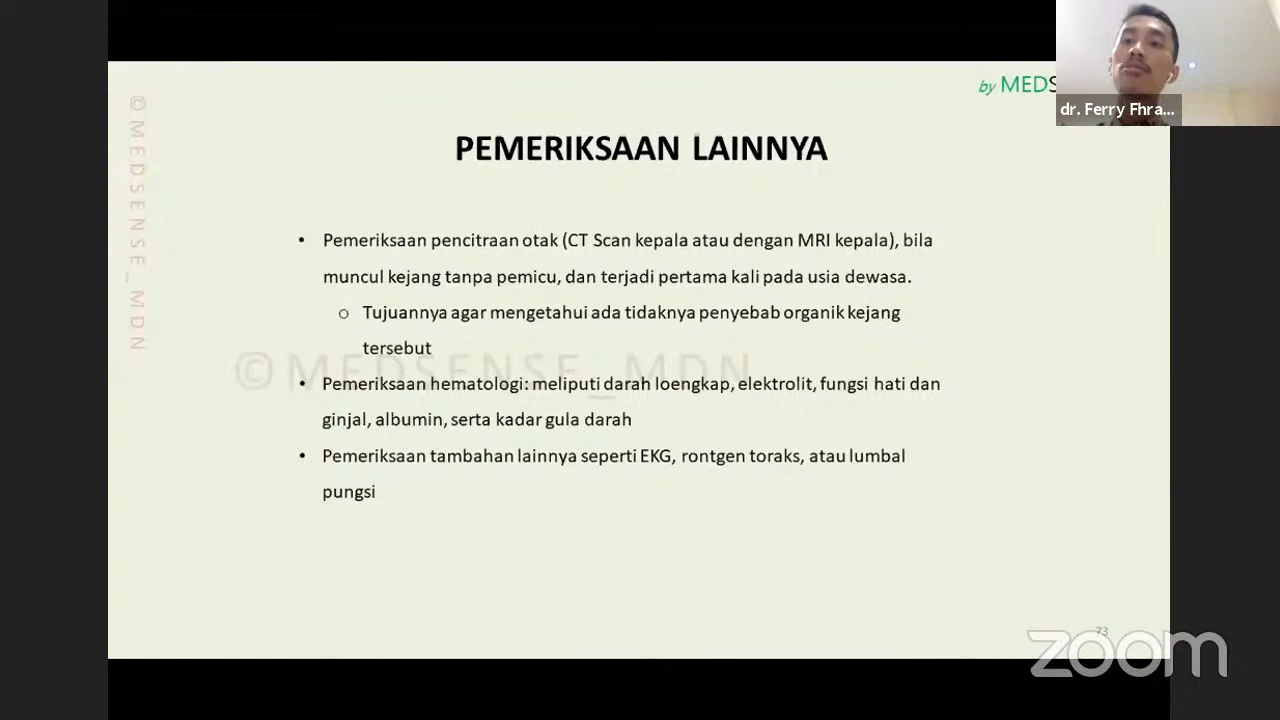 by MEDS
dr. Ferry Fhra...
©MEDSENSE_MDN
PEMERIKSAAN LAINNYA
• Pemeriksaan pencitraan otak (CT Scan kepala atau dengan MRI kepala), bila
muncul kejang tanpa pemicu, dan terjadi pertama kali pada usia dewasa.
o Tujuannya agar mengetahui ada tidaknya penyebab organik kejang
tersebut
©MEDSENSE_MDN
• Pemeriksaan hematologi: meliputi darah loengkap, elektrolit, fungsi hati dan
ginjal, albumin, serta kadar gula darah
• Pemeriksaan tambahan lainnya seperti EKG, rontgen toraks, atau lumbal
pungsi
73
zoom